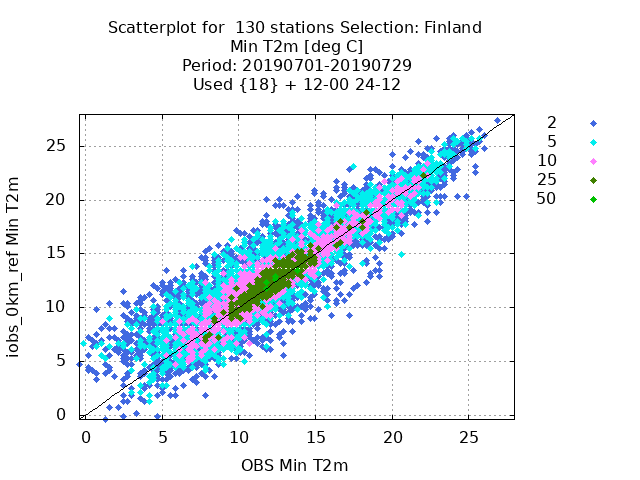 Scatterplot for  130 stations Selection: Finland
Min T2m [deg C]
Period: 20190701-20190729
Used {18} + 12-00 24-12
2
5
10
25
50
25
20
15
10
5
0
iobs_0km_ref Min T2m
0 5 10 15 20 25
OBS Min T2m